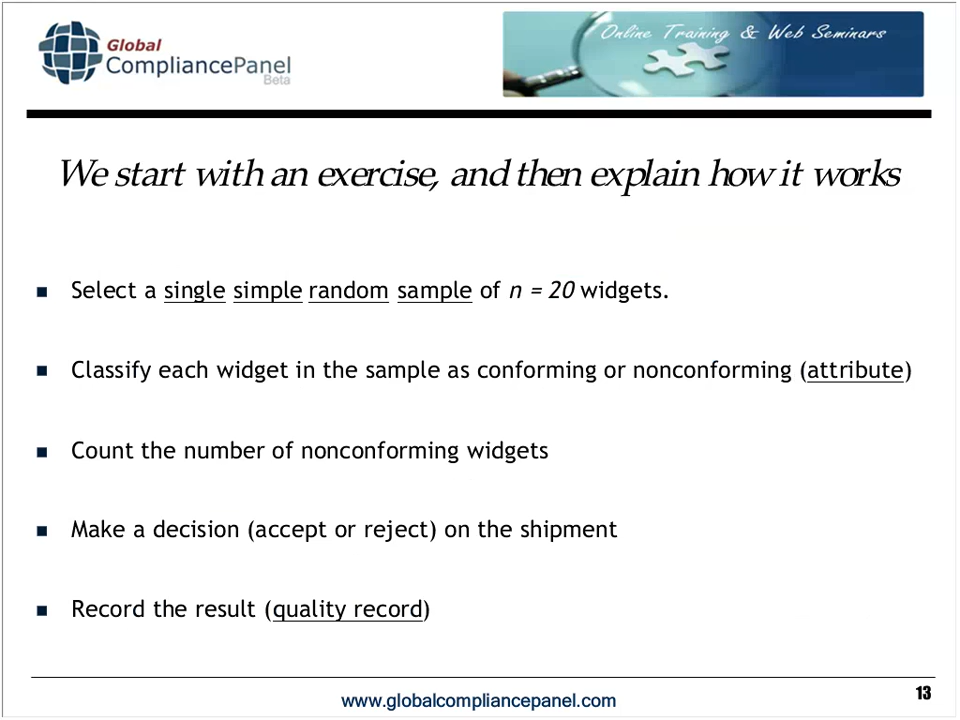 Global
CompliancePanel
Beta
Online Training & Web Seminars
We start with an exercise, and then explain how it works
Select a single simple random sample of n = 20 widgets.
Classify each widget in the sample as conforming or nonconforming (attribute)
Count the number of nonconforming widgets
Make a decision (accept or reject) on the shipment
Record the result (quality record)
www.globalcompliancepanel.com
13